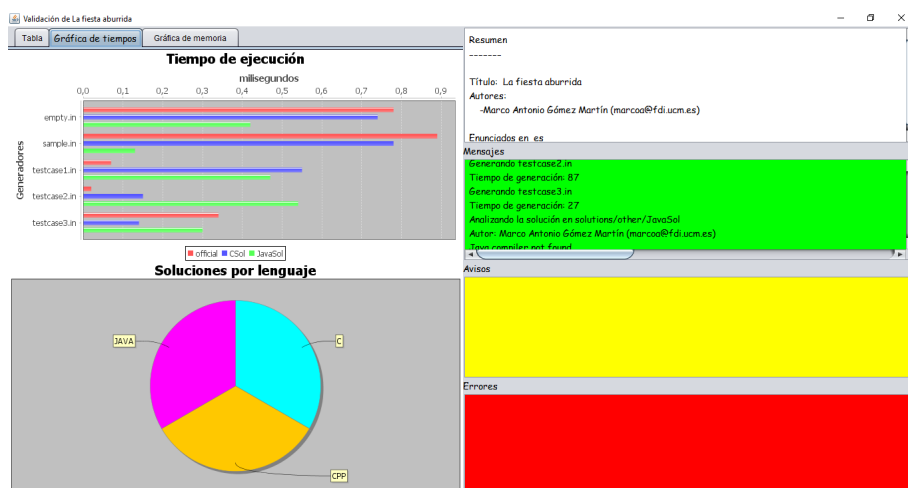 Validación de La fiesta aburrida
Tabla
Gráfica de tiempos
Gráfica de memoria
Tiempo de ejecución
milisegundos
0,0 0,1 0,2 0,3 0,4 0,5 0,6 0,7 0,8 0,9
Generadores
empty.in
sample.in
testcase1.in
testcase2.in
testcase3.in
official CSol JavaSol
Soluciones por lenguaje
JAVA
C
CPP
Resumen
-------
Título: La fiesta aburrida
Autores:
-Marco Antonio Gómez Martín (marcoa@fdi.ucm.es)
Enunciados en es
Mensajes
Generando testcase2.in
Tiempo de generación: 87
Generando testcase3.in
Tiempo de generación: 27
Analizando la solución en solutions/other/JavaSol
Autor: Marco Antonio Gómez Martín (marcoa@fdi.ucm.es)
Java compiler not found
Avisos
Errores